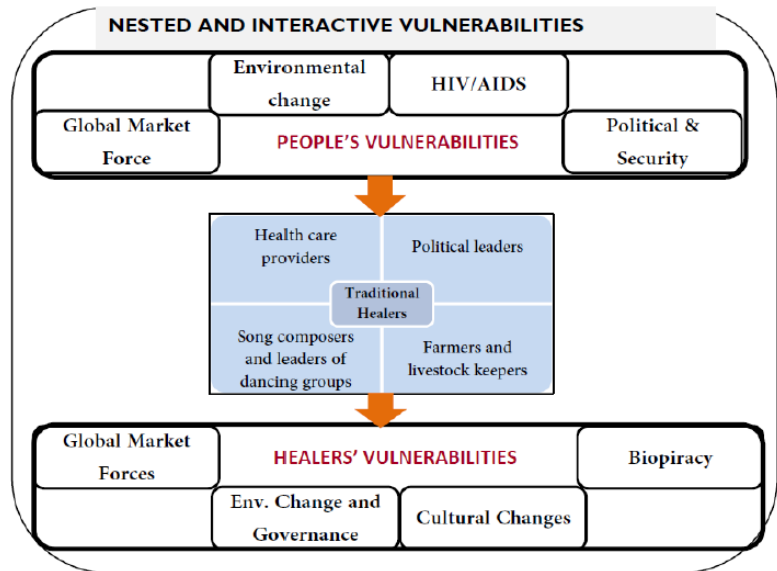 NESTED AND INTERACTIVE VULNERABILITIES
Environmental
change
HIV/AIDS
Global Market
Force
PEOPLE'S VULNERABILITIES
Political &
Security
Health care
providers
Political leaders
Traditional
Healers
Song composers
and leaders of
dancing groups
Farmers and
livestock keepers
Global Market
Forces
HEALERS' VULNERABILITIES
Biopiracy
Env. Change and
Governance
Cultural Changes